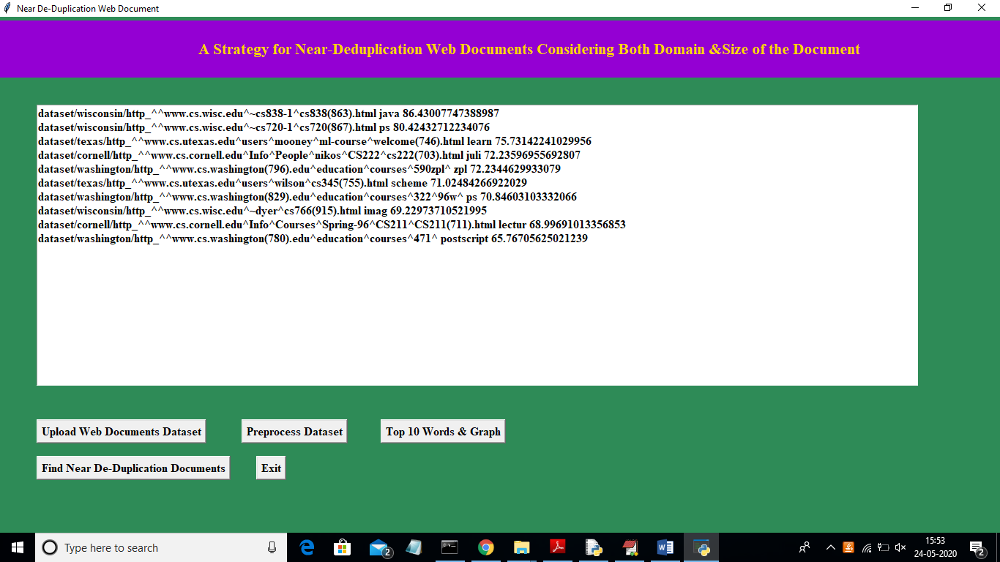 Near De-Duplication Web Document
A Strategy for Near-Deduplication Web Documents Considering Both Domain &Size of the Document
dataset/wisconsin/http_^^www.cs.wisc.edu^~cs838-1^cs838(863).html java 86.43007747388987
dataset/wisconsin/http_^^www.cs.wisc.edu^~cs720-1^cs720(867).html ps 80.42432712234076
dataset/texas/http_^^www.cs.utexas.edu^users^mooney^ml-course^welcome(746).html learn 75.73142241029956
dataset/cornell/http_^^www.cs.cornell.edu^Info^People^nikos^CS222^cs222(703).html juli 72.23596955692807
dataset/washington/http_^^www.cs.washington(796).edu^education^courses^590zpl^ zpl 72.2344629933079
dataset/texas/http_^^www.cs.utexas.edu^users^wilson^cs345(755).html scheme 71.02484266922029
dataset/washington/http_^^www.cs.washington(829).edu^education^courses^322^96w^ ps 70.84603103332066
dataset/wisconsin/http_^^www.cs.wisc.edu^~dyer^cs766(915).html imag 69.22973710521995
dataset/cornell/http_^^www.cs.cornell.edu^Info^Courses^Spring-96^CS211^CS211(711).html lectur 68.99691013356853
dataset/washington/http_^^www.cs.washington(780).edu^education^courses^471^ postscript 65.76705625021239
Upload Web Documents Dataset Preprocess Dataset Top 10 Words & Graph
Find Near De-Duplication Documents Exit
Type here to search 2 15:53
24-05-2020 2